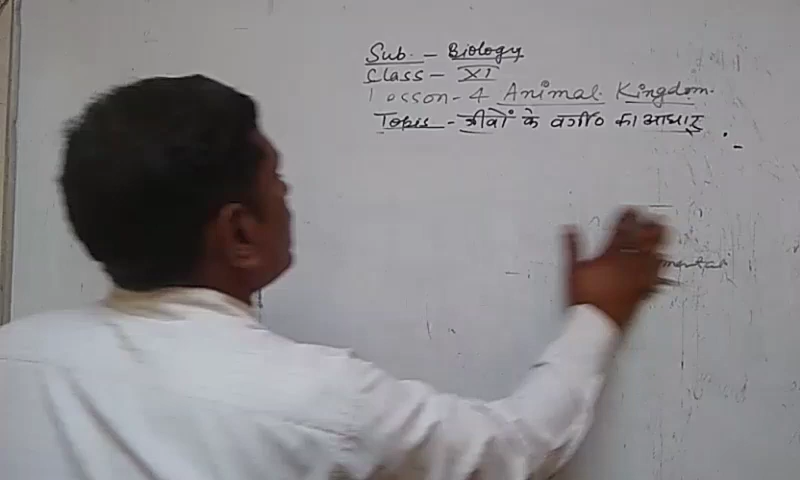 Sub. - Biology
Class - XI
Lesson - 4 Animal Kingdom.
Topic - जीवों के वर्गी० का आधार